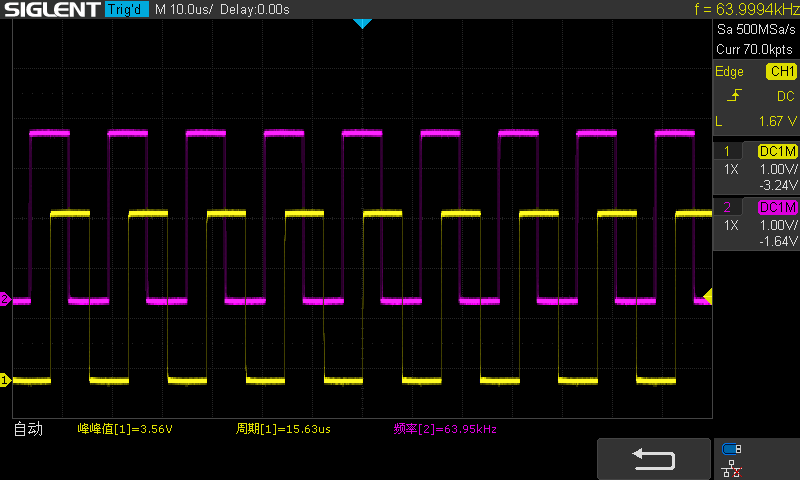 SIGLENT Trig'd M 10.0us/ Delay:0.00s f = 63.9994kHz
Sa 500MSa/s
Curr 70.0kpts
Edge CH1
DC
L 1.67 V
1 DC1M
1X 1.00V/
-3.24V
2 DC1M
1X 1.00V/
-1.64V
2
1
自动 峰峰值[1]=3.56V 周期[1]=15.63us 频率[2]=63.95kHz